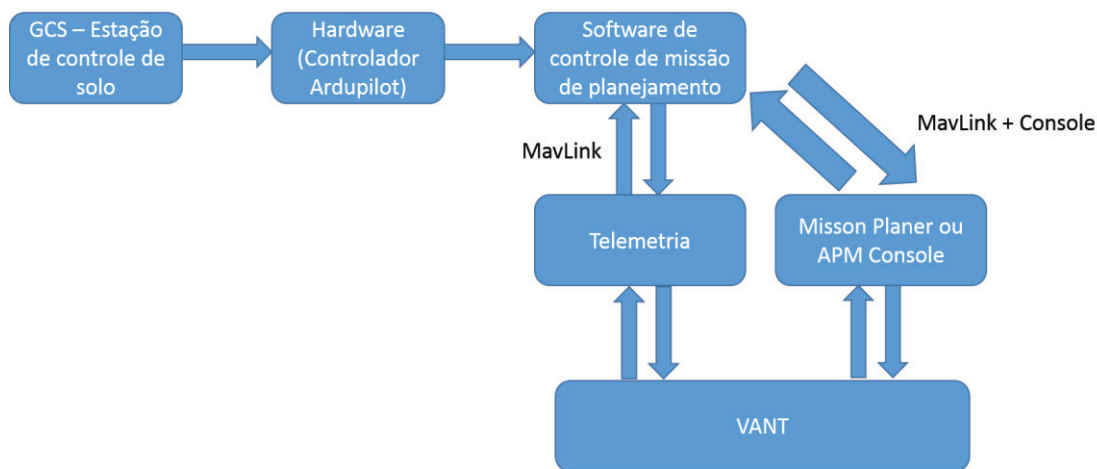 GCS – Estação
de controle de
solo
Hardware
(Controlador
Ardupilot)
Software de
controle de missão
de planejamento
MavLink + Console
MavLink
Telemetria
Misson Planer ou
APM Console
VANT